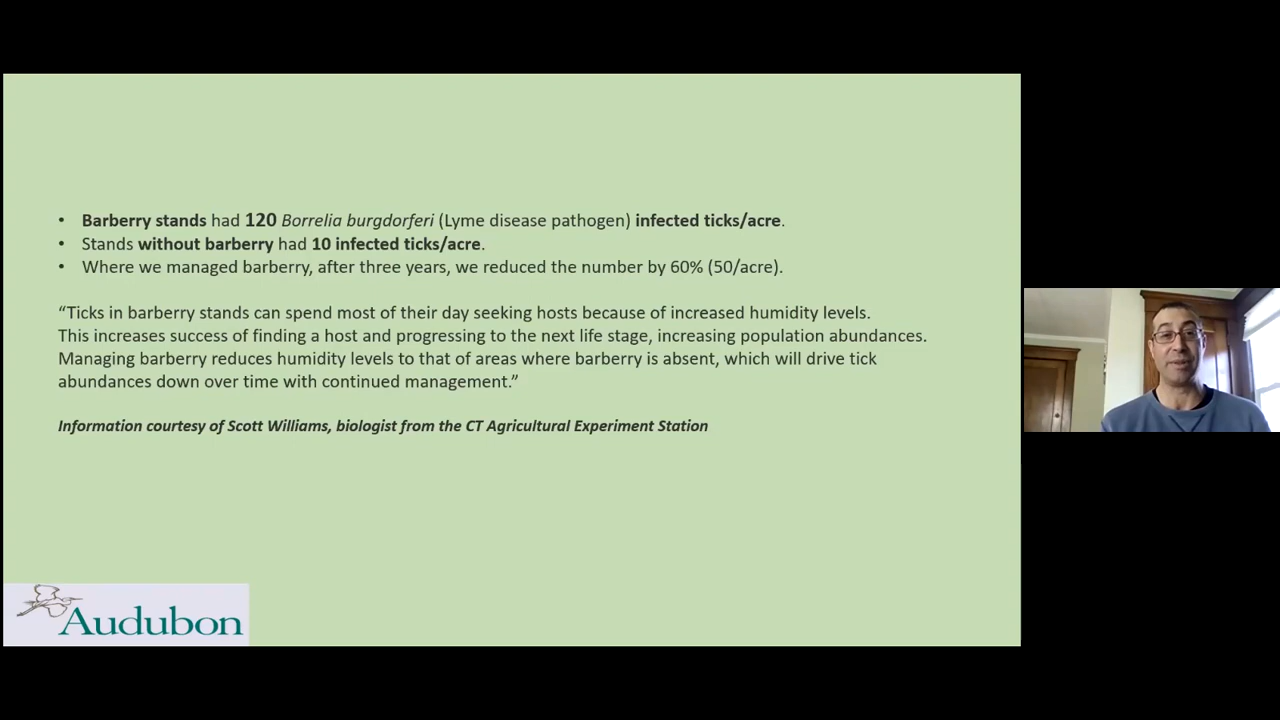 • Barberry stands had 120 Borrelia burgdorferi (Lyme disease pathogen) infected ticks/acre.
• Stands without barberry had 10 infected ticks/acre.
• Where we managed barberry, after three years, we reduced the number by 60% (50/acre).
“Ticks in barberry stands can spend most of their day seeking hosts because of increased humidity levels.
This increases success of finding a host and progressing to the next life stage, increasing population abundances.
Managing barberry reduces humidity levels to that of areas where barberry is absent, which will drive tick
abundances down over time with continued management.”
Information courtesy of Scott Williams, biologist from the CT Agricultural Experiment Station
Audubon